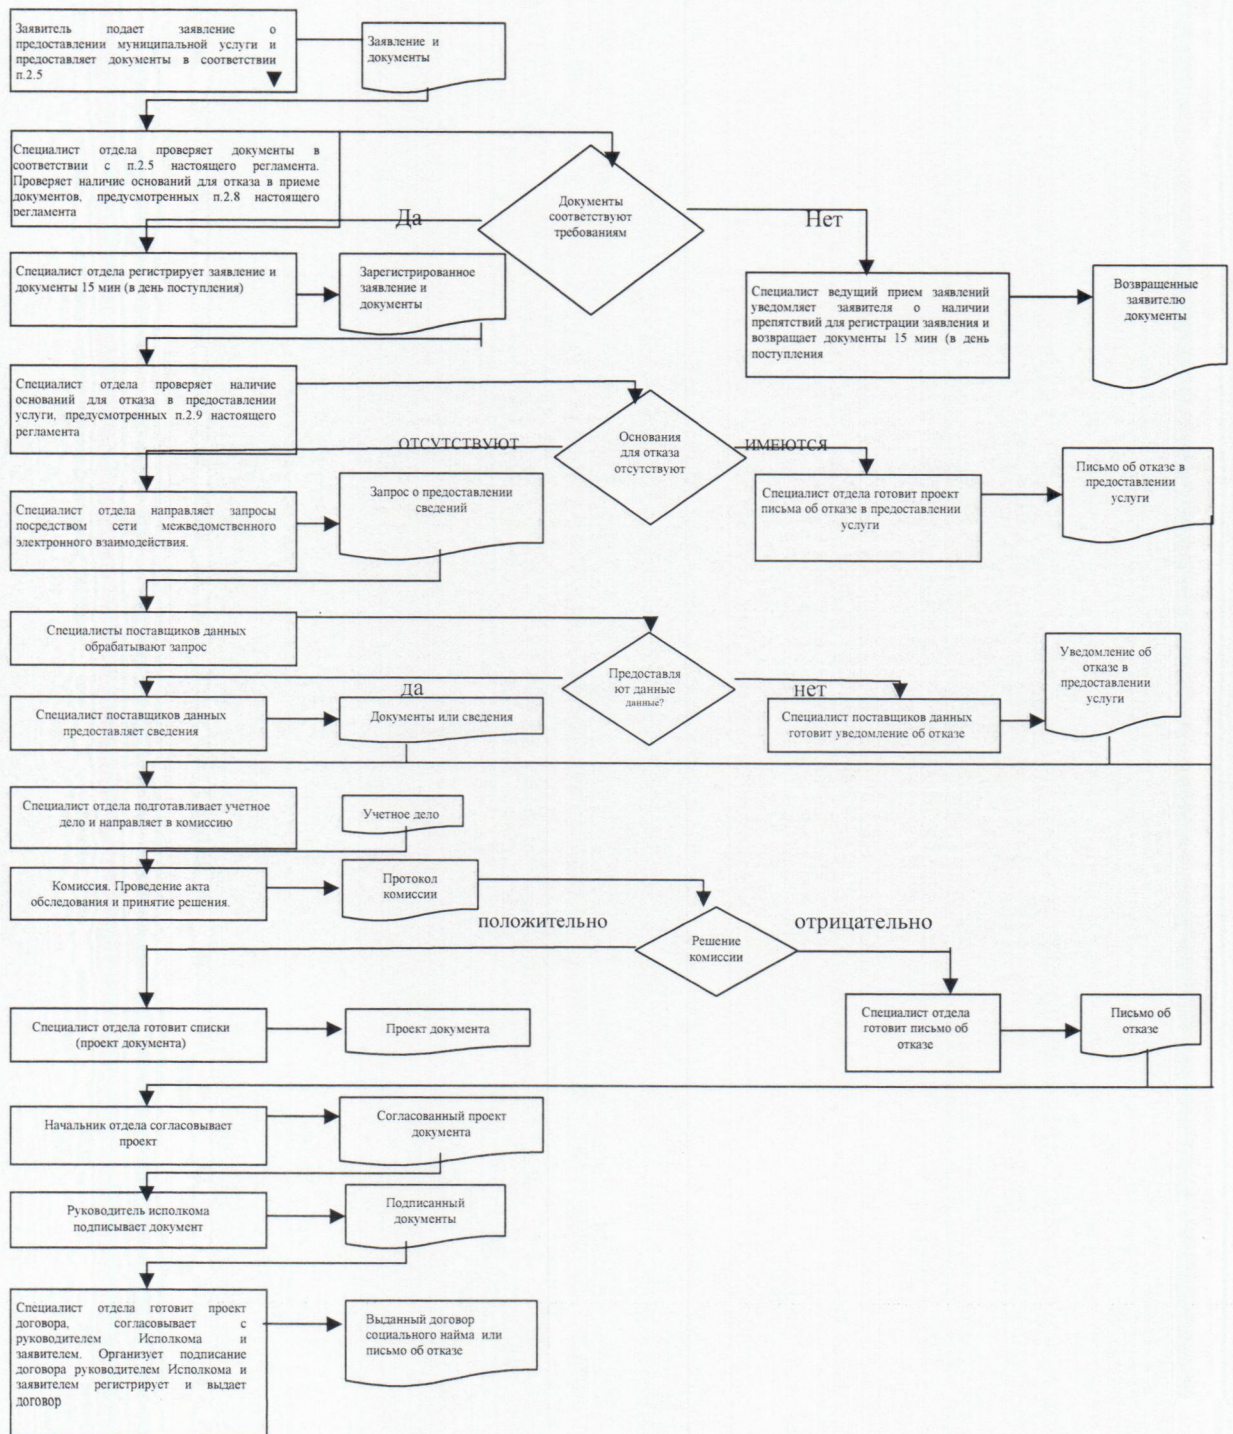 Заявитель подает заявление о
предоставлении муниципальной услуги и
предоставляет документы в соответствии
п.2.5
Заявление и
документы
Специалист отдела проверяет документы в
соответствии с п.2.5 настоящего регламента.
Проверяет наличие оснований для отказа в приеме
документов, предусмотренных п.2.8 настоящего
регламента
Документы
соответствуют
требованиям
Да
Нет
Специалист отдела регистрирует заявление и
документы 15 мин (в день поступления)
Зарегистрированное
заявление и
документы
Специалист ведущий прием заявлений
уведомляет заявителя о наличии
препятствий для регистрации заявления и
возвращает документы 15 мин (в день
поступления
Возвращенные
заявителю
документы
Специалист отдела проверяет наличие
оснований для отказа в предоставлении
услуги, предусмотренных п.2.9 настоящего
регламента
Основания
для отказа
отсутствуют
ОТСУТСТВУЮТ
ИМЕЮТСЯ
Специалист отдела направляет запросы
посредством сети межведомственного
электронного взаимодействия.
Запрос о предоставлении
сведений
Специалист отдела готовит проект
письма об отказе в предоставлении
услуги
Письмо об отказе в
предоставлении
услуги
Специалисты поставщиков данных
обрабатывают запрос
Предоставля
ют данные
данные?
да
нет
Специалист поставщиков данных
предоставляет сведения
Документы или сведения
Специалист поставщиков данных
готовит уведомление об отказе
Уведомление об
отказе в
предоставлении
услуги
Специалист отдела подготавливает учетное
дело и направляет в комиссию
Учетное дело
Комиссия. Проведение акта
обследования и принятие решения.
Протокол
комиссии
Решение
комиссии
положительно
отрицательно
Специалист отдела готовит списки
(проект документа)
Проект документа
Специалист отдела
готовит письмо об
отказе
Письмо об
отказе
Начальник отдела согласовывает
проект
Согласованный проект
документа
Руководитель исполкома
подписывает документ
Подписанный
документы
Специалист отдела готовит проект
договора, согласовывает с
руководителем Исполкома и
заявителем. Организует подписание
договора руководителем Исполкома и
заявителем регистрирует и выдает
договор
Выданный договор
социального найма или
письмо об отказе